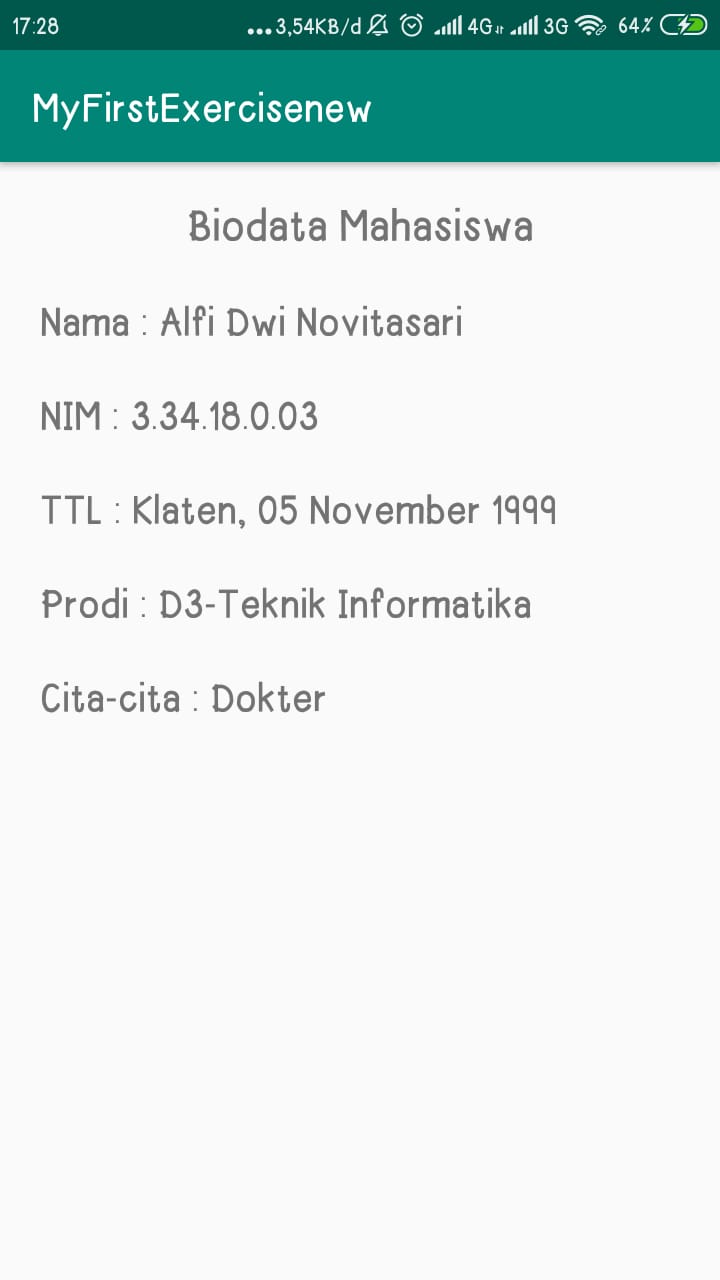 17:28 ...3,54KB/d 4G 3G 64%
MyFirstExercisenew
Biodata Mahasiswa
Nama : Alfi Dwi Novitasari
NIM : 3.34.18.0.03
TTL : Klaten, 05 November 1999
Prodi : D3-Teknik Informatika
Cita-cita : Dokter